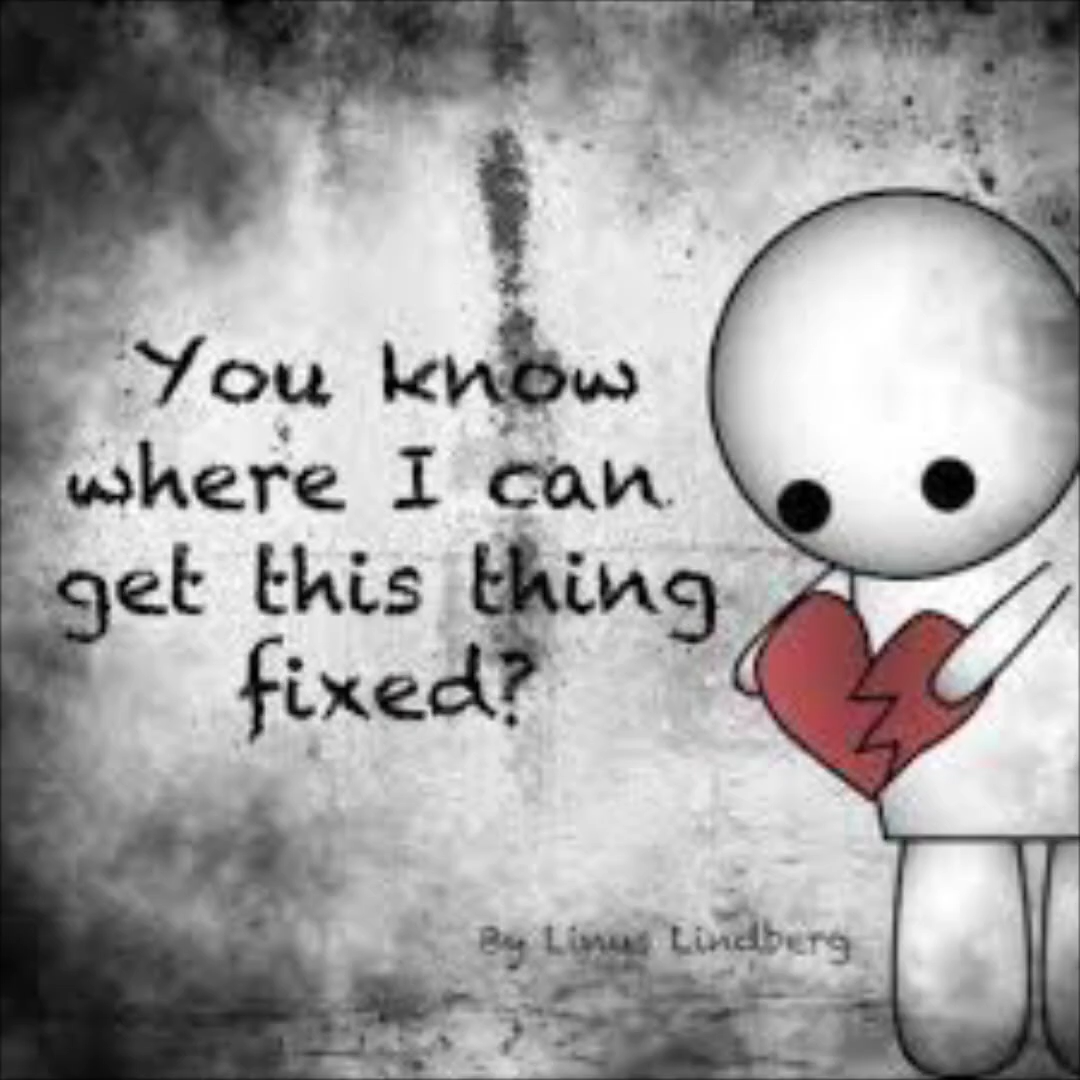 You know
where I can
get this thing
fixed?
By Linus Lindberg